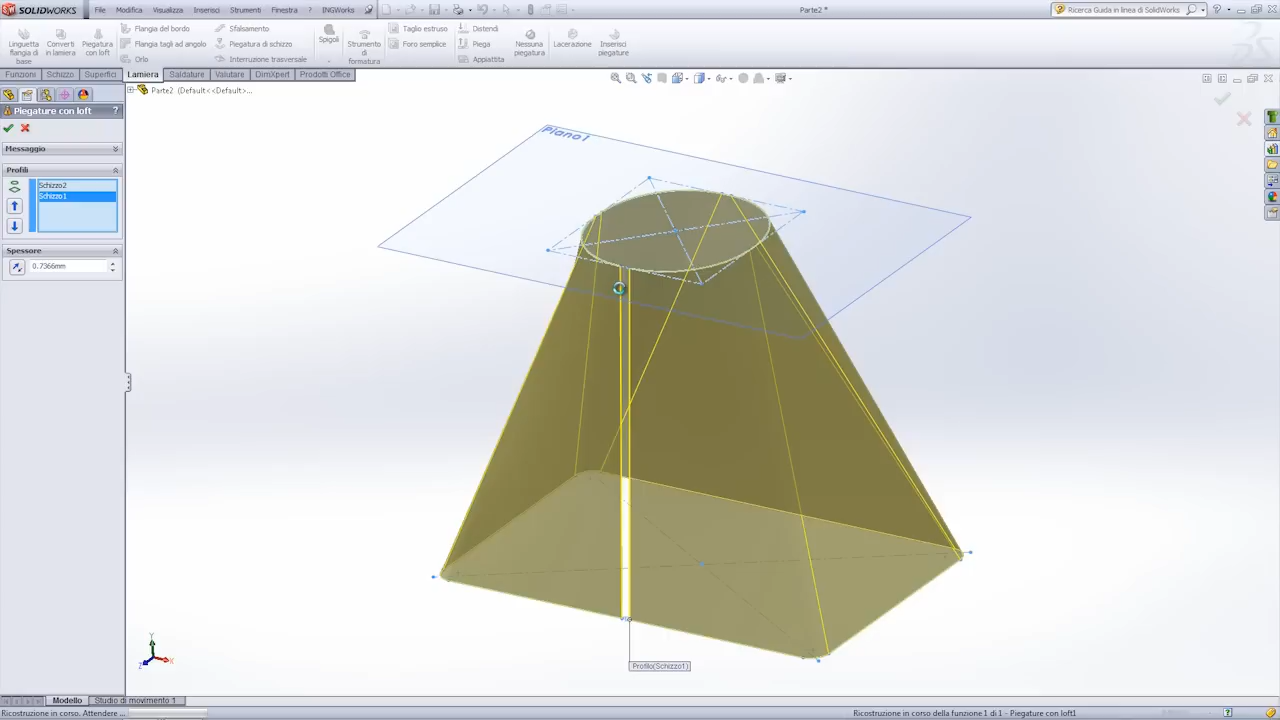 SOLIDWORKS File Modifica Visualizza Inserisci Strumenti Finestra ? INGWorks Parte2 * Ricerca Guida in linea di SolidWorks
Linguetta flangia di base
Converti in lamiera
Piegatura con loft
Flangia del bordo
Flangia tagli ad angolo
Orlo
Sfalsamento
Piegatura di schizzo
Interruzione trasversale
Spigoli
Strumento di formatura
Taglio esteso
Foro semplice
Distendi
Piega
Appiattita
Nessuna piegatura
Lacerazione
Inserisci piegature
Funzioni Schizzo Superfici Lamiera Saldature Valutare DimXpert Prodotti Office
Parte2 (Default<<Default>...
Piegature con loft ?
Messaggio
Profili
Schizzo2
Schizzo1
Spessore
0.7366mm
Piano1
Profilo(Schizzo1)
Y
X
Z
Modello Studio di movimento 1
Ricostruzione in corso. Attendere ... Ricostruzione in corso della funzione 1 di 1 - Piegature con loft1